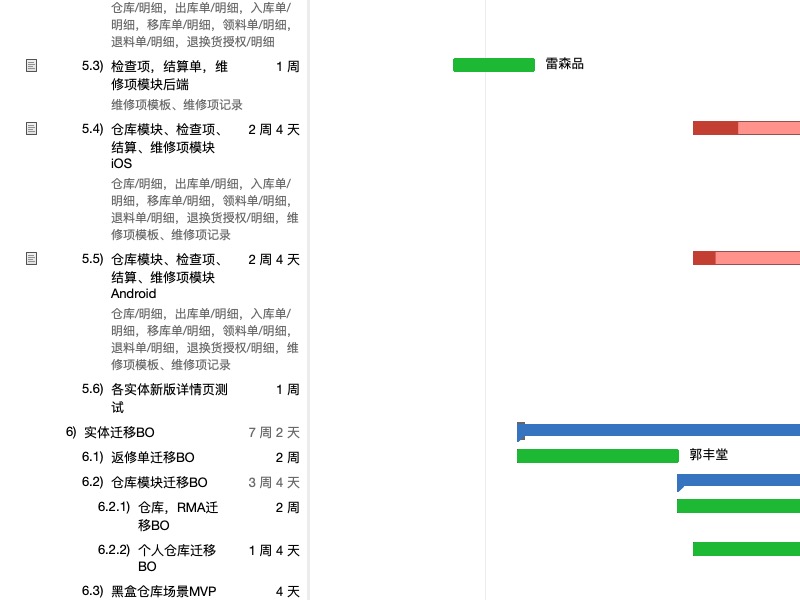 仓库/明细，出库单/明细，入库单/
明细，移库单/明细，领料单/明细，
退料单/明细，退换货授权/明细
5.3) 检查项，结算单，维 1 周 雷森品
修项模块后端
维修项模板、维修项记录
5.4) 仓库模块、检查项、 2 周 4 天
结算、维修项模块
iOS
仓库/明细，出库单/明细，入库单/
明细，移库单/明细，领料单/明细，
退料单/明细，退换货授权/明细，维
修项模板、维修项记录
5.5) 仓库模块、检查项、 2 周 4 天
结算、维修项模块
Android
仓库/明细，出库单/明细，入库单/
明细，移库单/明细，领料单/明细，
退料单/明细，退换货授权/明细，维
修项模板、维修项记录
5.6) 各实体新版详情页测 1 周
试
6) 实体迁移BO 7 周 2 天
6.1) 返修单迁移BO 2 周 郭丰堂
6.2) 仓库模块迁移BO 3 周 4 天
6.2.1) 仓库，RMA迁 2 周
移BO
6.2.2) 个人仓库迁移 1 周 4 天
BO
6.3) 黑盒仓库场景MVP 4 天